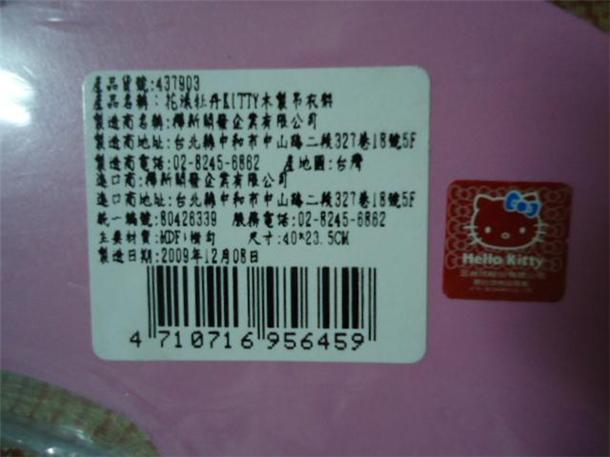 產品貨號:437903
產品名稱:花漾牡丹KITTY木製吊衣鉤
製造商名稱:樺新開發企業有限公司
製造商地址:台北縣中和市中山路二段327巷18號5F
製造商電話:02-8245-6862 產地國:台灣
進口商:樺新開發企業有限公司
進口商地址:台北縣中和市中山路二段327巷18號5F
統一編號:80426339 服務電話:02-8245-6862
主要材質:MDF 尺寸:40*23.5CM
製造日期:2009年12月08日
4 710716 956459
Hello Kitty